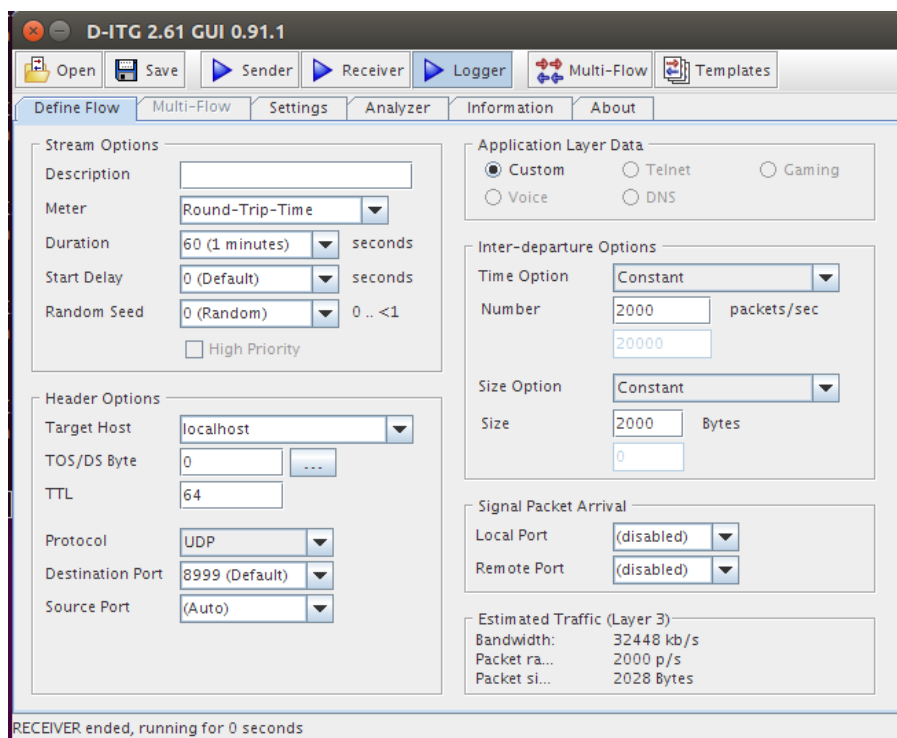 D-ITG 2.61 GUI 0.91.1
Open Save Sender Receiver Logger Multi-Flow Templates
Define Flow Multi-Flow Settings Analyzer Information About
Stream Options
Description
Meter Round-Trip-Time
Duration 60 (1 minutes) seconds
Start Delay 0 (Default) seconds
Random Seed 0 (Random) 0 .. <1
High Priority
Header Options
Target Host localhost
TOS/DS Byte 0 ...
TTL 64
Protocol UDP
Destination Port 8999 (Default)
Source Port (Auto)
Application Layer Data
Custom Telnet Gaming
Voice DNS
Inter-departure Options
Time Option Constant
Number 2000 packets/sec
20000
Size Option Constant
Size 2000 Bytes
0
Signal Packet Arrival
Local Port (disabled)
Remote Port (disabled)
Estimated Traffic (Layer 3)
Bandwidth: 32448 kb/s
Packet ra... 2000 p/s
Packet si... 2028 Bytes
RECEIVER ended, running for 0 seconds